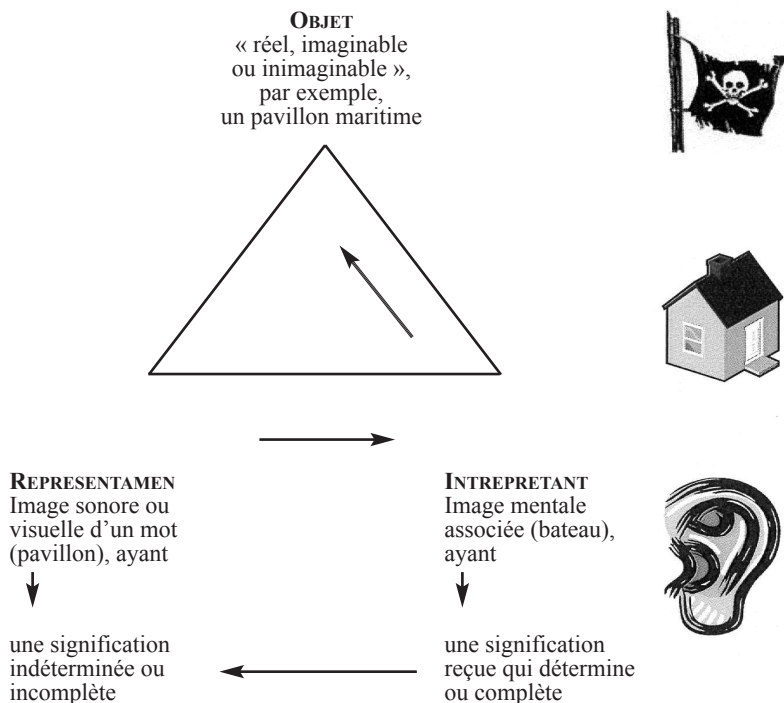 OBJET
« réel, imaginable
ou inimaginable »,
par exemple,
un pavillon maritime
REPRESENTAMEN
Image sonore ou
visuelle d’un mot
(pavillon), ayant
une signification
indéterminée ou
incomplète
INTREPRETANT
Image mentale
associée (bateau),
ayant
une signification
reçue qui détermine
ou complète